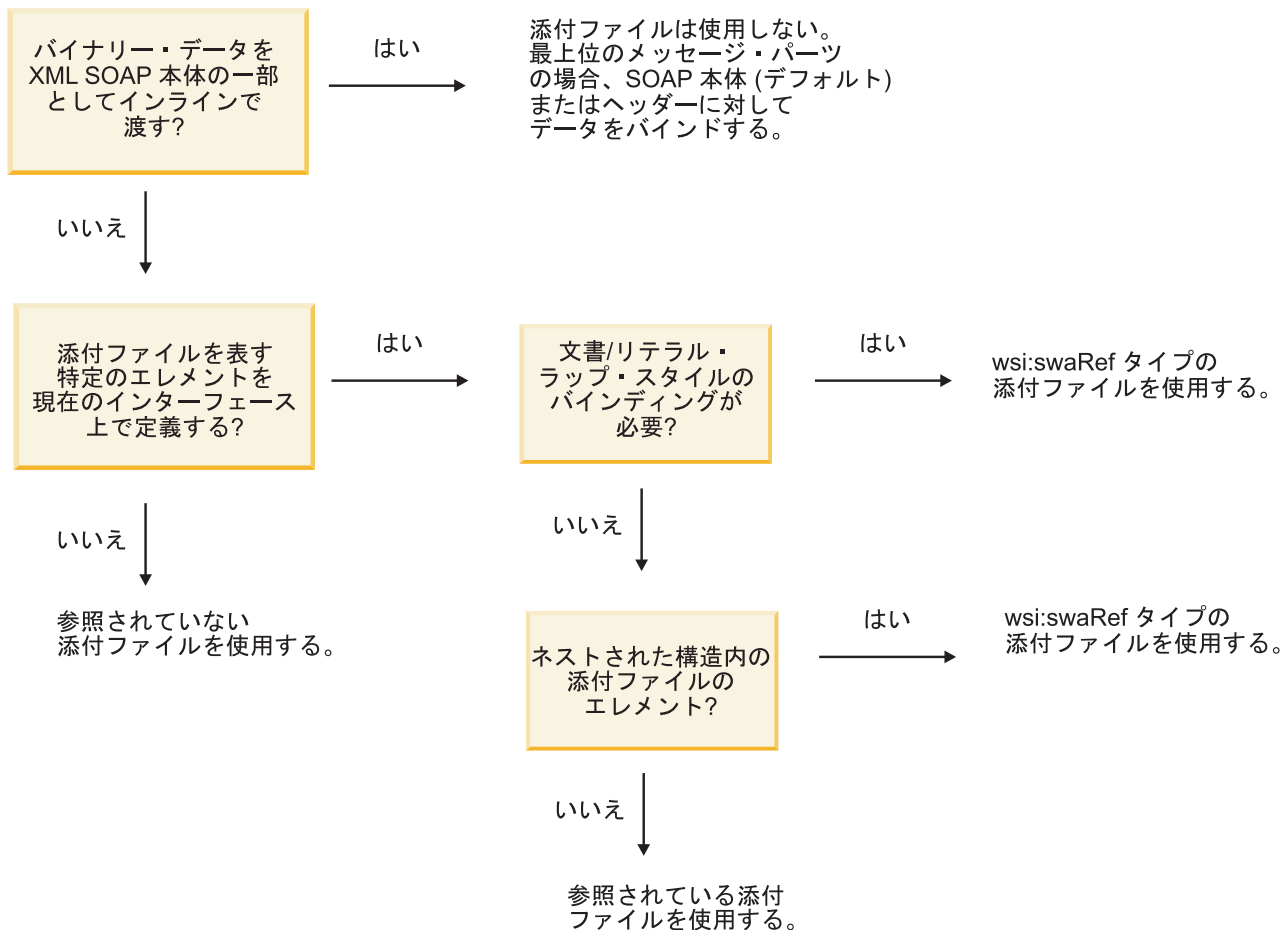 バイナリー・データを
XML SOAP 本体の一部
としてインラインで
渡す?
はい
添付ファイルは使用しない。
最上位のメッセージ・パーツ
の場合、SOAP 本体 (デフォルト)
またはヘッダーに対して
データをバインドする。
いいえ
添付ファイルを表す
特定のエレメントを
現在のインターフェース
上で定義する?
はい
文書/リテラル・
ラップ・スタイルの
バインディングが
必要?
はい
wsi:swaRef タイプの
添付ファイルを使用する。
いいえ
参照されていない
添付ファイルを使用する。
いいえ
ネストされた構造内の
添付ファイルの
エレメント?
はい
wsi:swaRef タイプの
添付ファイルを使用する。
いいえ
参照されている添付
ファイルを使用する。